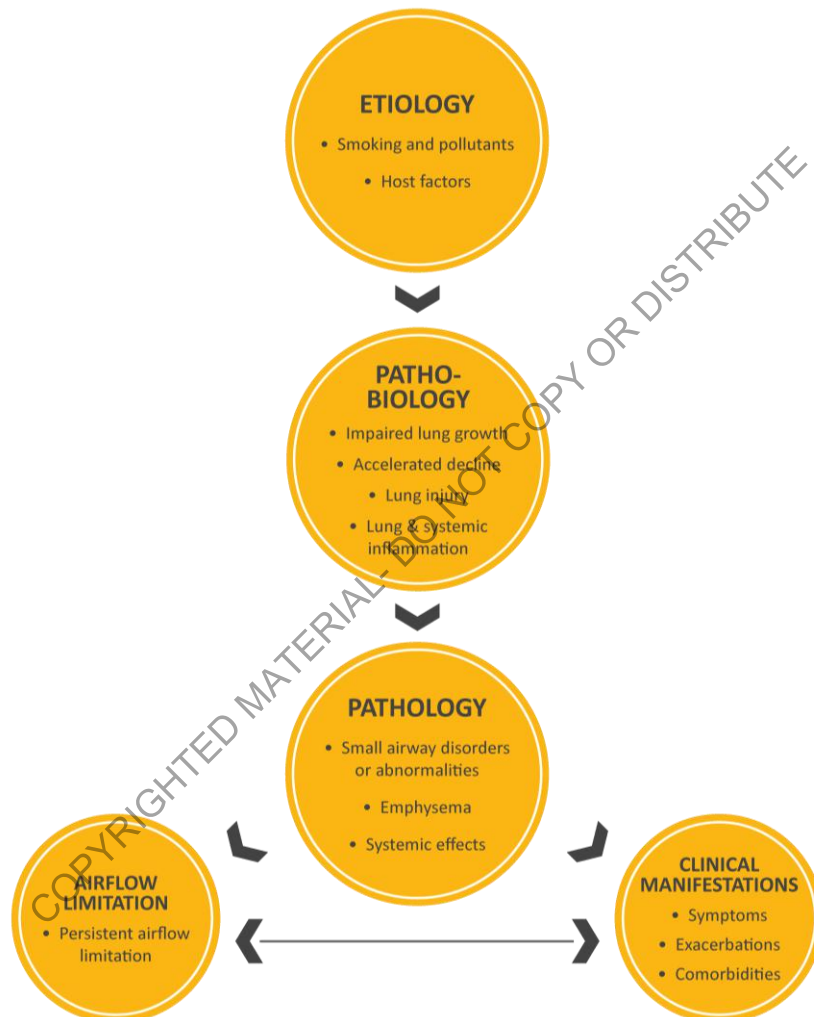 ETIOLOGY
• Smoking and pollutants
• Host factors
PATHO-
BIOLOGY
• Impaired lung growth
• Accelerated decline
• Lung injury
• Lung & systemic
inflammation
PATHOLOGY
• Small airway disorders
or abnormalities
• Emphysema
• Systemic effects
AIRFLOW
LIMITATION
• Persistent airflow
limitation
CLINICAL
MANIFESTATIONS
• Symptoms
• Exacerbations
• Comorbidities
COPYRIGHTED MATERIAL- DO NOT COPY OR DISTRIBUTE